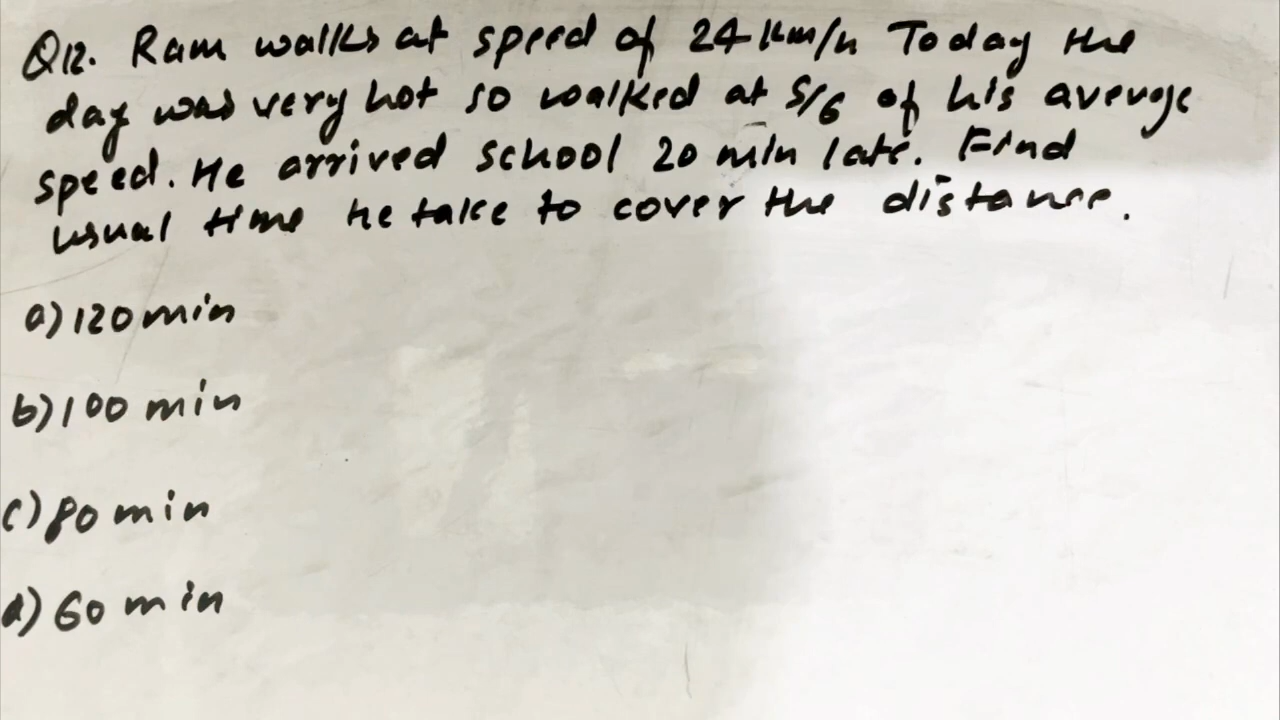 Q12. Ram walks at speed of 24 km/h Today the
day was very hot so walked at 5/6 of his average
speed. He arrived school 20 min late. Find
usual time he take to cover the distance.
a) 120 min
b) 100 min
c) 80 min
d) 60 min